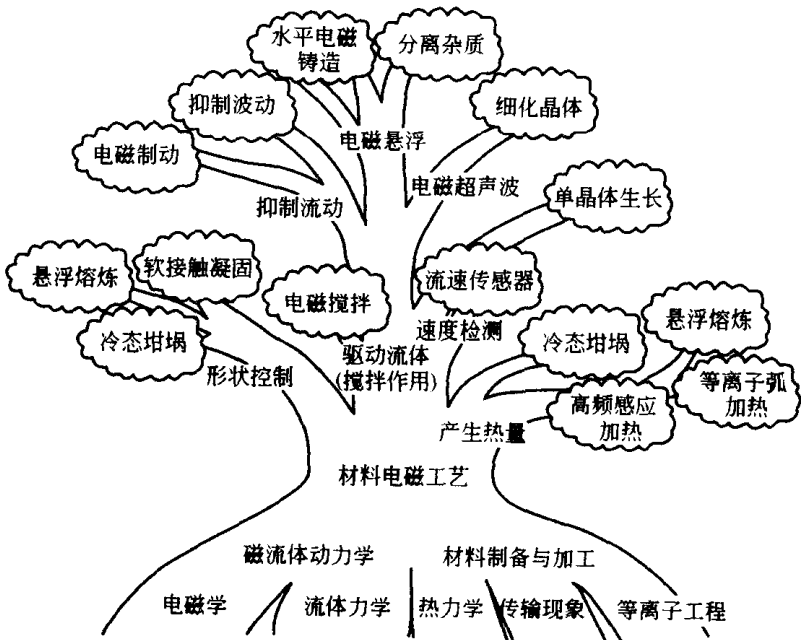 水平电磁
铸造
分离杂质
抑制波动
细化晶体
电磁悬浮
电磁制动
电磁超声波
单晶体生长
抑制流动
悬浮熔炼
软接触凝固
流速传感器
电磁搅拌
冷态坩埚
速度检测
冷态坩埚
悬浮熔炼
驱动流体
(搅拌作用)
形状控制
等离子弧
加热
高频感应
加热
产生热量
材料电磁工艺
磁流体动力学
材料制备与加工
电磁学
流体力学
热力学
传输现象
等离子工程